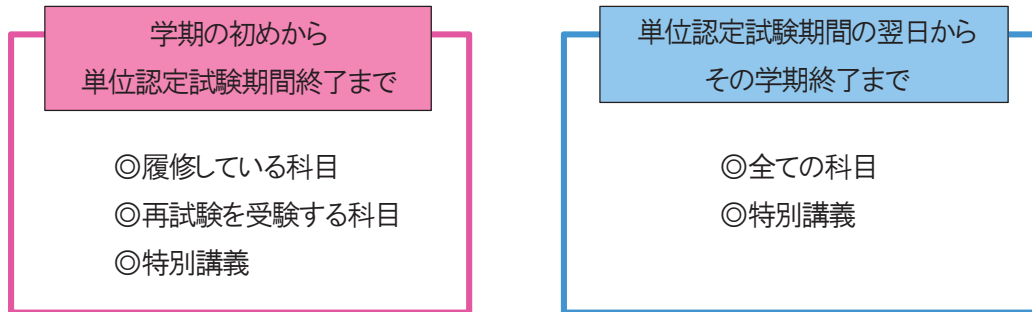 学期の初めから
単位認定試験期間終了まで
◎履修している科目
◎再試験を受験する科目
◎特別講義
単位認定試験期間の翌日から
その学期終了まで
◎全ての科目
◎特別講義